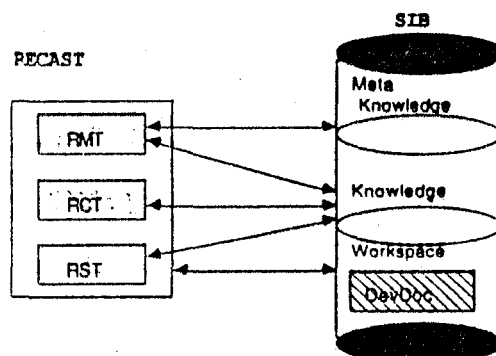 SIB
RECAST
Meta
Knowledge
RMT
RCT
Knowledge
RST
Workspace
DevDoc